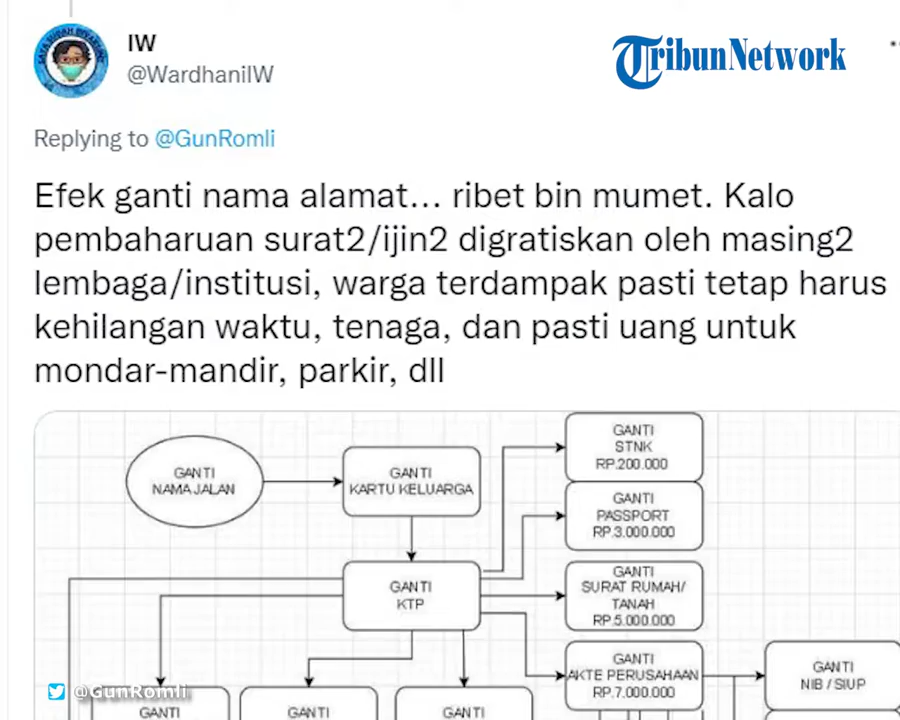 IW
@WardhaniIW
TribunNetwork
Replying to @GunRomli
Efek ganti nama alamat... ribet bin mumet. Kalo
pembaharuan surat2/ijin2 digratiskan oleh masing2
lembaga/institusi, warga terdampak pasti tetap harus
kehilangan waktu, tenaga, dan pasti uang untuk
mondar-mandir, parkir, dll
GANTI
NAMA JALAN
GANTI
KARTU KELUARGA
GANTI
STNK
RP.200.000
GANTI
PASSPORT
RP.3.000.000
GANTI
KTP
GANTI
SURAT RUMAH/
TANAH
RP.5.000.000
GANTI
AKTE PERUSAHAAN
RP.7.000.000
GANTI
NIB / SIUP
@GunRomli
GANTI
GANTI
GANTI